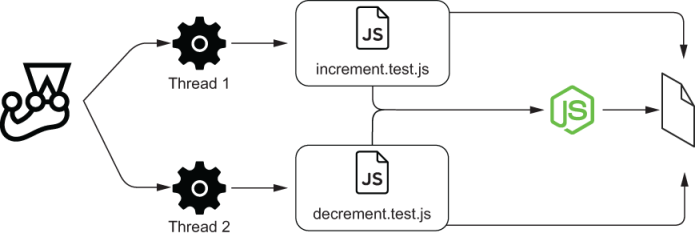 JS
increment.test.js
Thread 1
JS
JS
decrement.test.js
Thread 2